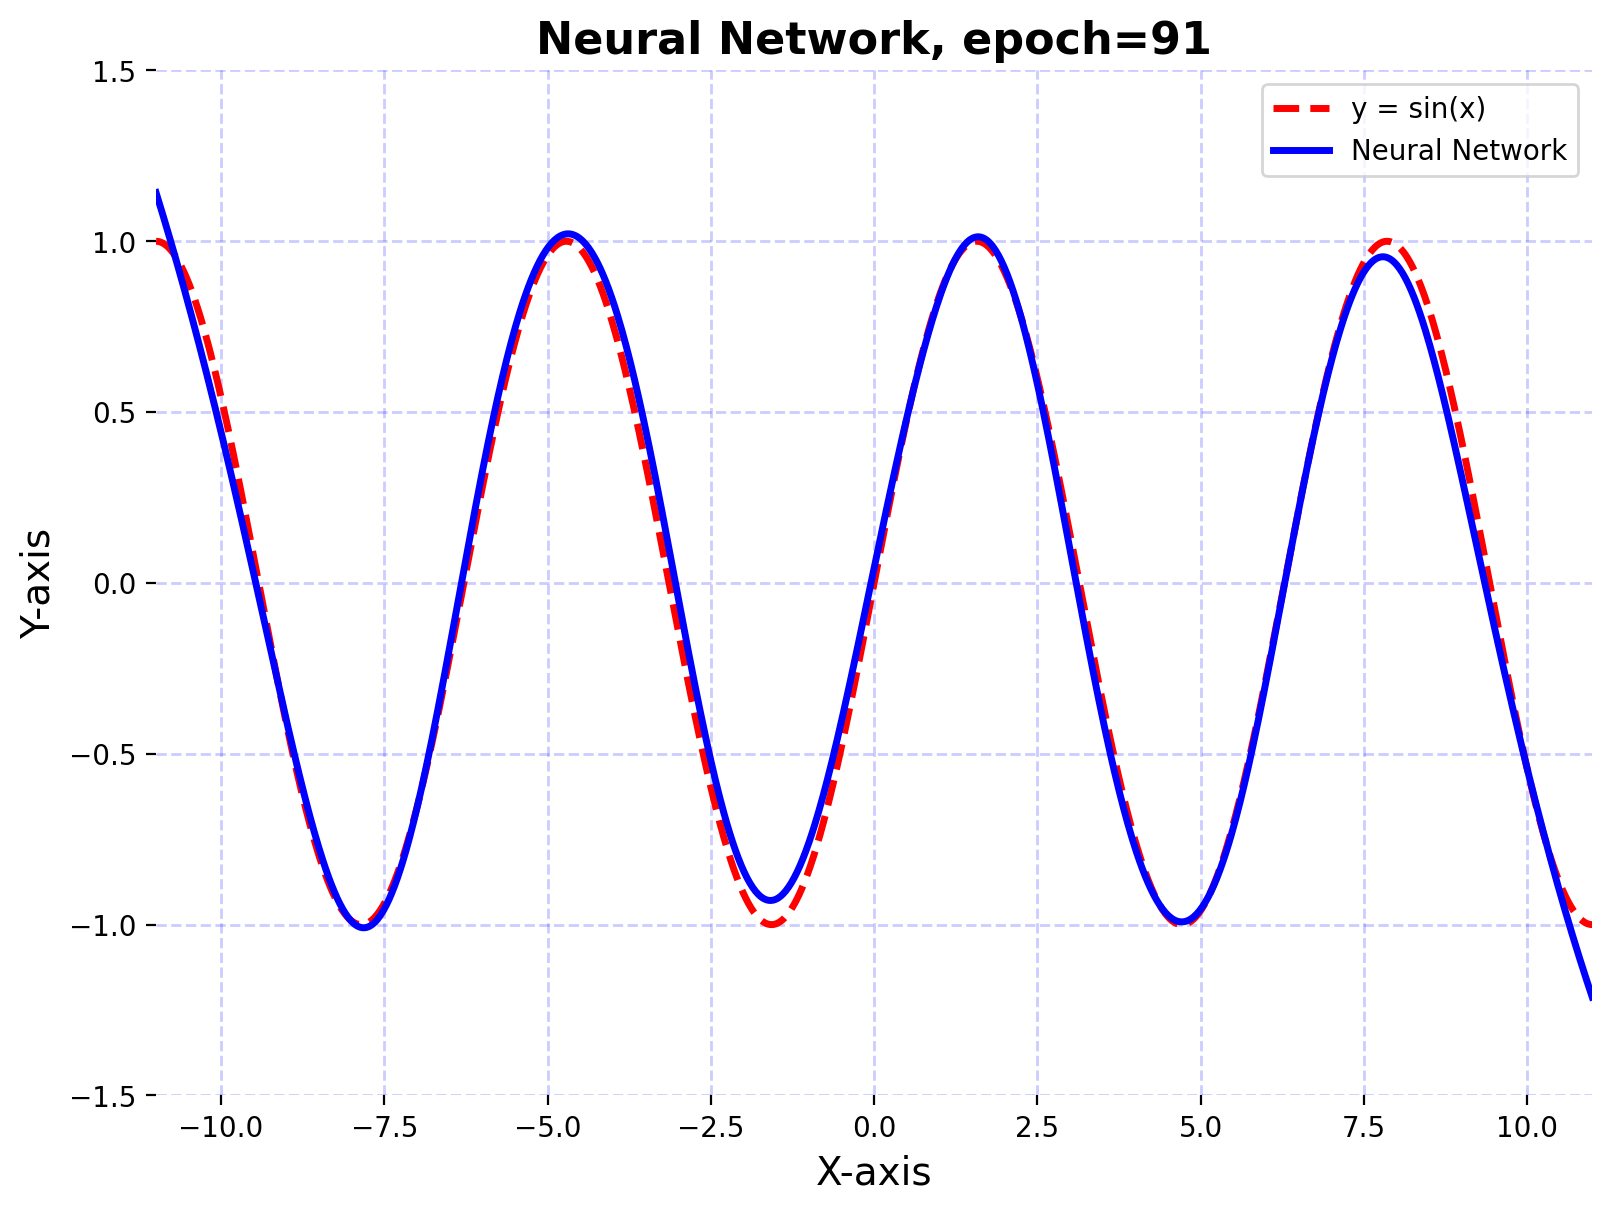 Neural Network, epoch=91
y = sin(x)
Neural Network
1.5
1.0
0.5
0.0
−0.5
−1.0
−1.5
Y-axis
−10.0 −7.5 −5.0 −2.5 0.0 2.5 5.0 7.5 10.0
X-axis